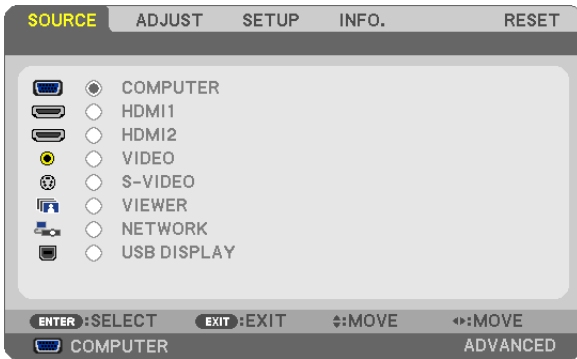 SOURCE ADJUST SETUP INFO. RESET
COMPUTER
HDMI1
HDMI2
VIDEO
S-VIDEO
VIEWER
NETWORK
USB DISPLAY
ENTER :SELECT EXIT :EXIT :MOVE :MOVE
COMPUTER ADVANCED